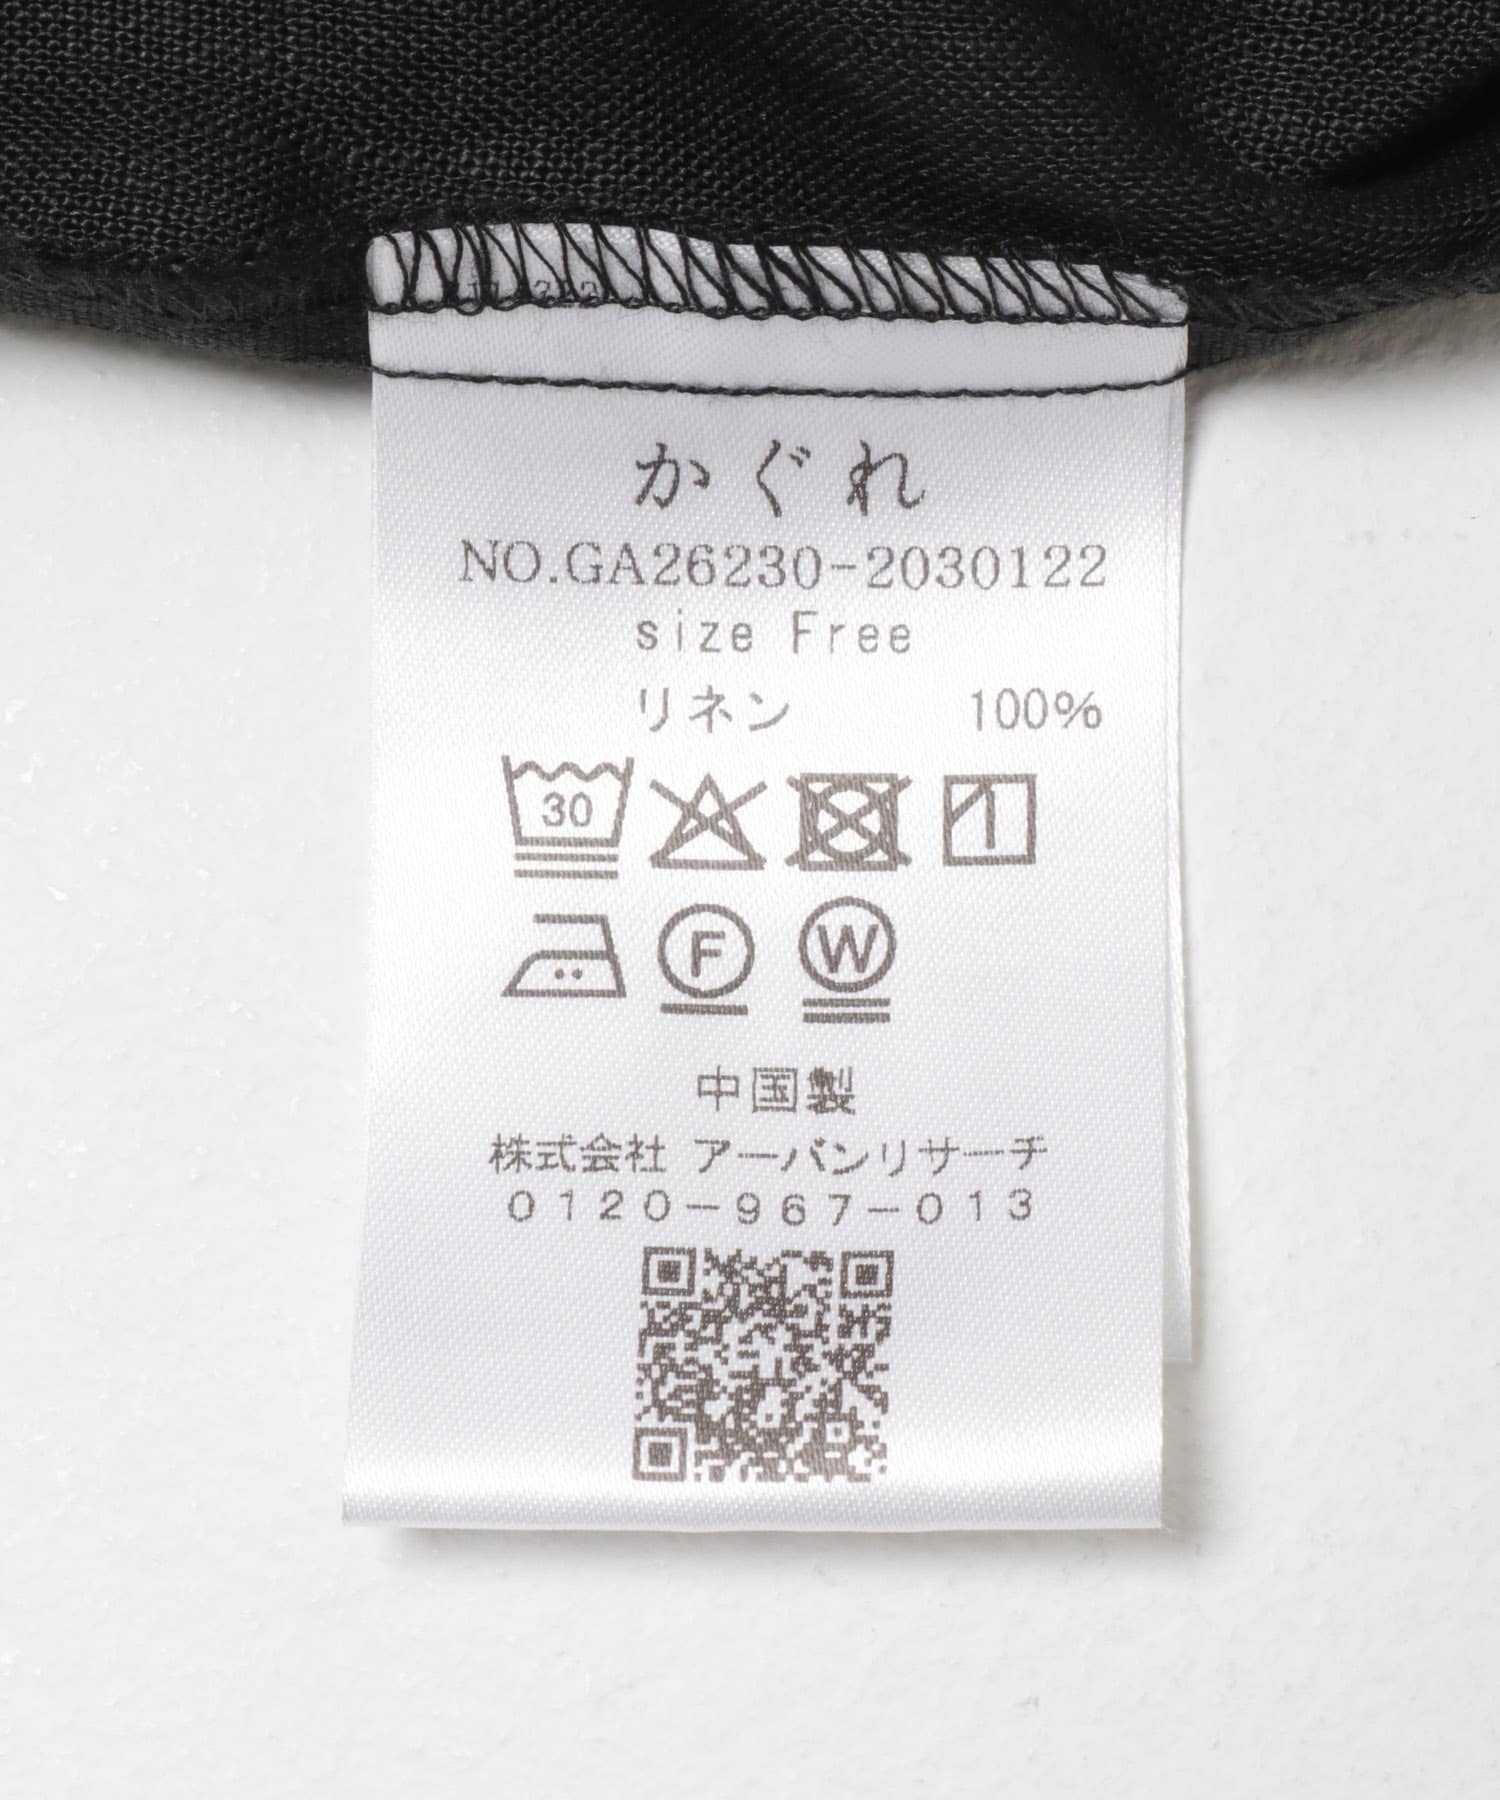 かぐれ
NO.GA26230-2030122
size Free
リネン 100%
30
F W
中国製
株式会社 アーバンリサーチ
0120-967-013